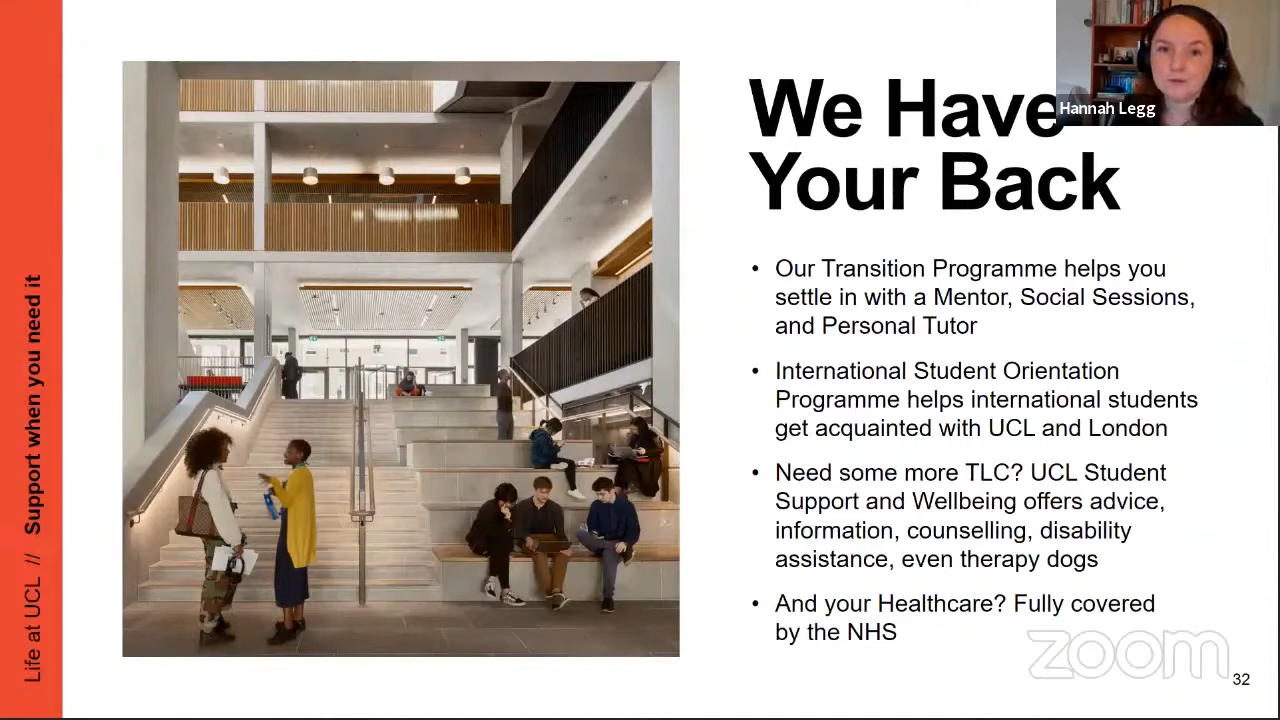 Life at UCL // Support when you need it
We Have
Your Back
Hannah Legg
• Our Transition Programme helps you
settle in with a Mentor, Social Sessions,
and Personal Tutor
• International Student Orientation
Programme helps international students
get acquainted with UCL and London
• Need some more TLC? UCL Student
Support and Wellbeing offers advice,
information, counselling, disability
assistance, even therapy dogs
• And your Healthcare? Fully covered
by the NHS
zoom
32